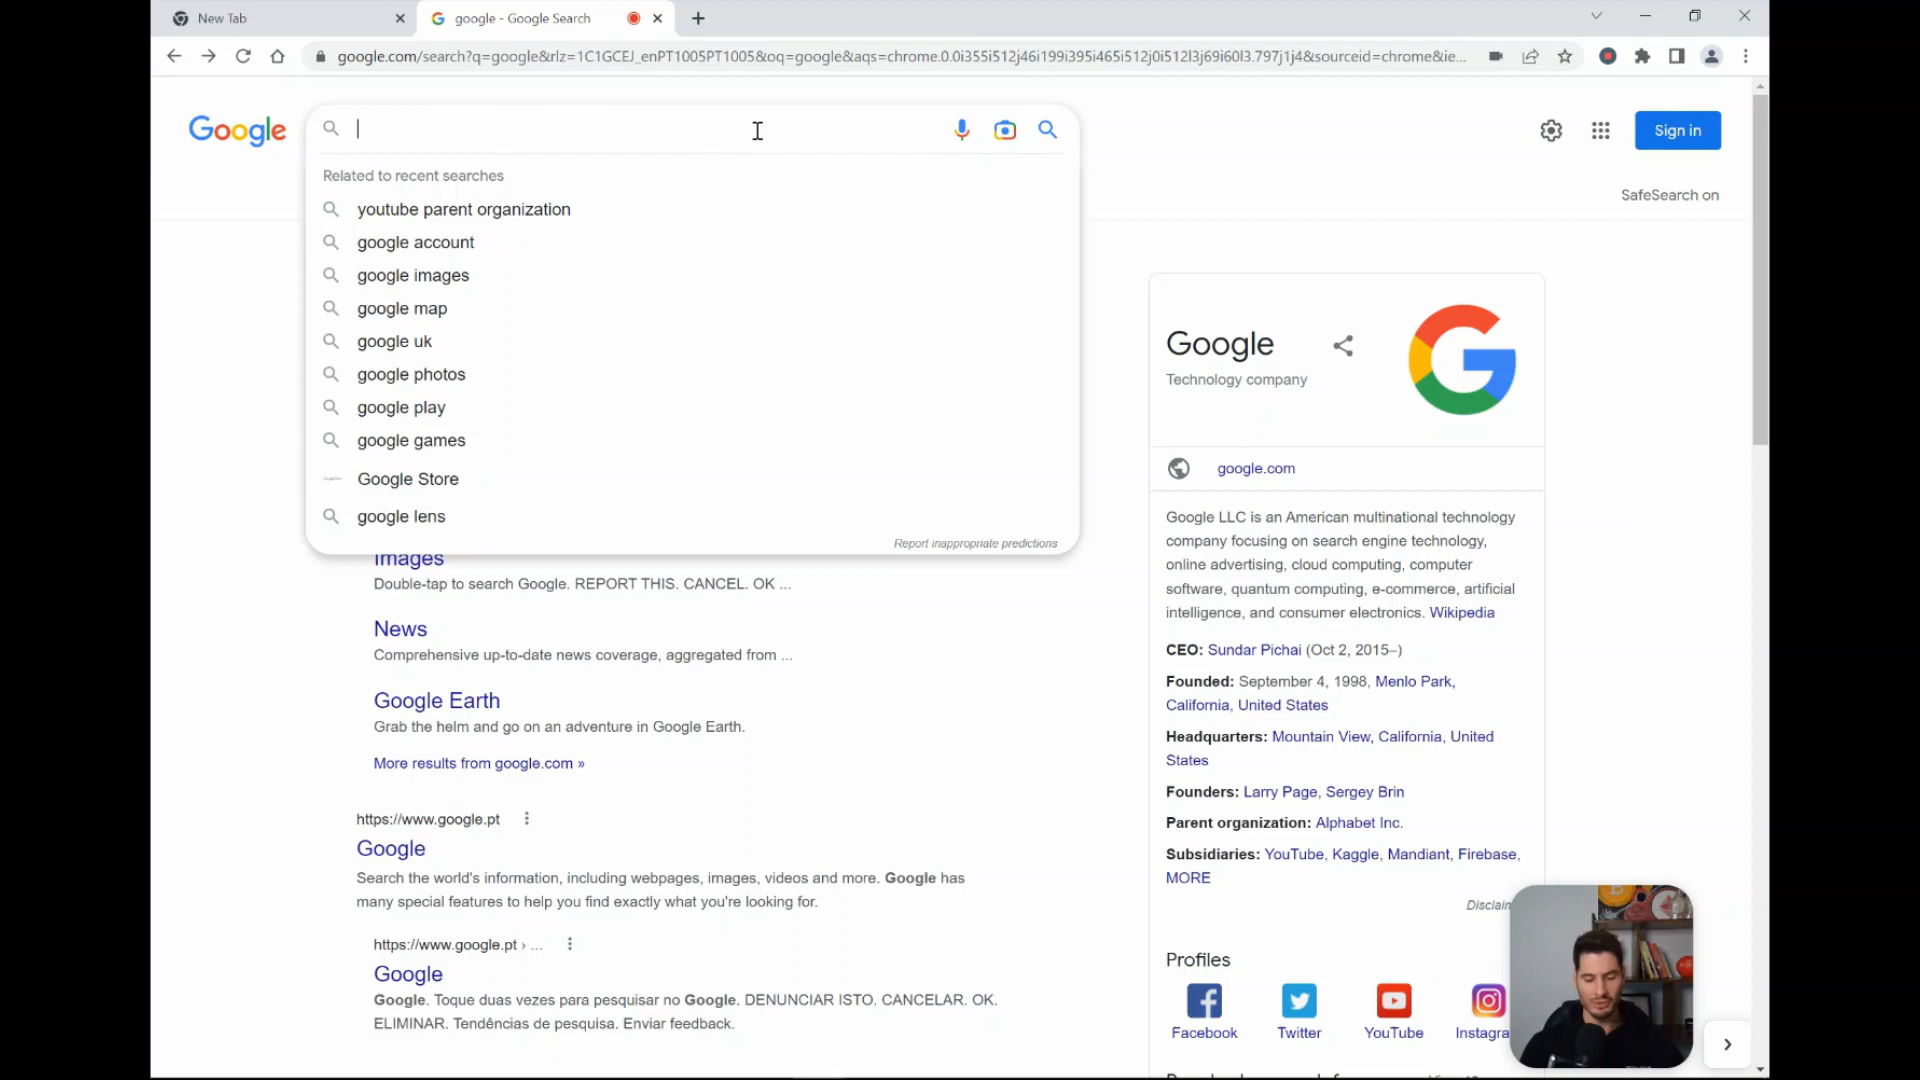 New Tab
google - Google Search
google.com/search?q=google&rlz=1C1GCEJ_enPT1005PT1005&oq=google&aqs=chrome.0.0i355i512j46i199i395i465i512j0i512l3j69i60l3.797j1j4&sourceid=chrome&ie...
Google
Sign in
SafeSearch on
Related to recent searches
youtube parent organization
google account
google images
google map
google uk
google photos
google play
google games
Google Store
google lens
Report inappropriate predictions
Images
Double-tap to search Google. REPORT THIS. CANCEL. OK ...
News
Comprehensive up-to-date news coverage, aggregated from ...
Google Earth
Grab the helm and go on an adventure in Google Earth.
More results from google.com »
https://www.google.pt
Google
Search the world's information, including webpages, images, videos and more. Google has
many special features to help you find exactly what you're looking for.
https://www.google.pt › ...
Google
Google. Toque duas vezes para pesquisar no Google. DENUNCIAR ISTO. CANCELAR. OK.
ELIMINAR. Tendências de pesquisa. Enviar feedback.
Google
Technology company
google.com
Google LLC is an American multinational technology
company focusing on search engine technology,
online advertising, cloud computing, computer
software, quantum computing, e-commerce, artificial
intelligence, and consumer electronics. Wikipedia
CEO: Sundar Pichai (Oct 2, 2015–)
Founded: September 4, 1998, Menlo Park,
California, United States
Headquarters: Mountain View, California, United
States
Founders: Larry Page, Sergey Brin
Parent organization: Alphabet Inc.
Subsidiaries: YouTube, Kaggle, Mandiant, Firebase,
MORE
Disclaim
Profiles
Facebook
Twitter
YouTube
Instagra